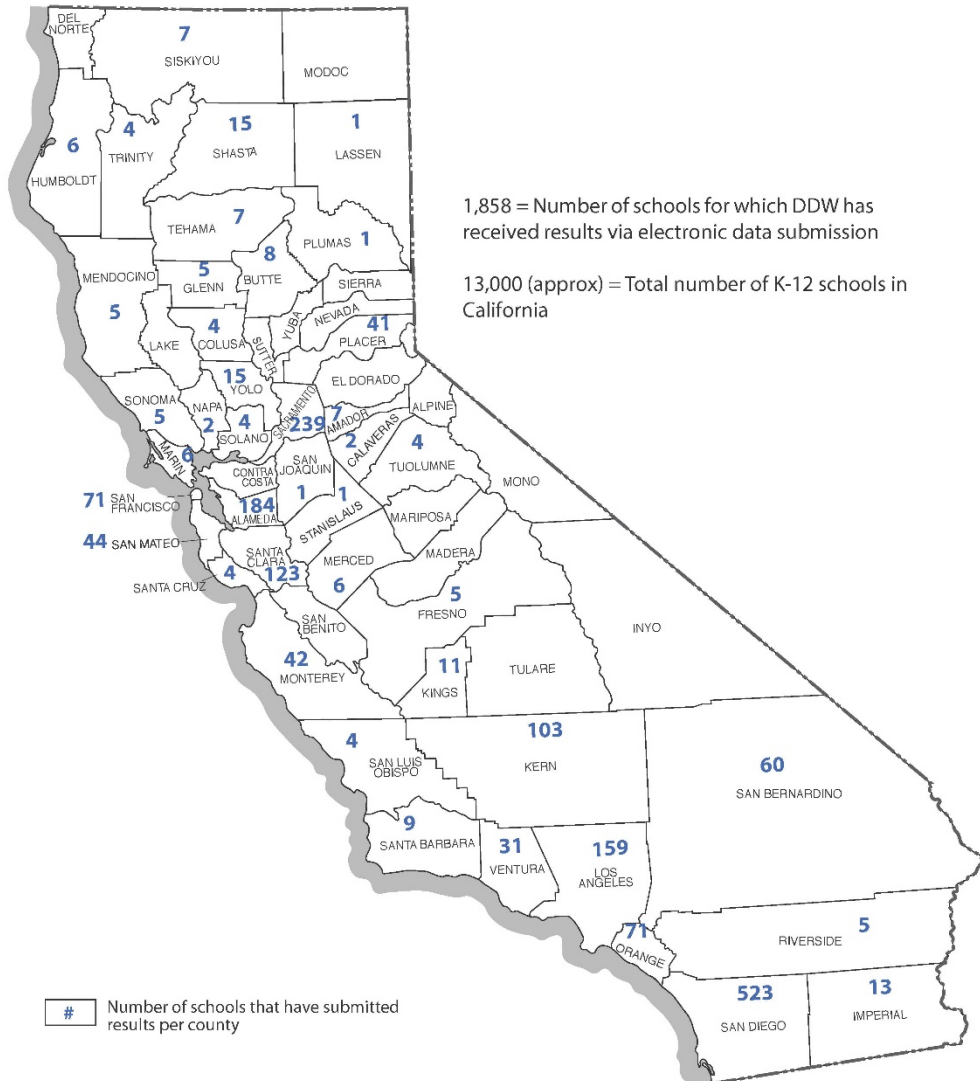 DEL
NORTE
7
SISKIYOU
MODOC
6
HUMBOLDT
4
TRINITY
15
SHASTA
1
LASSEN
1,858 = Number of schools for which DDW has
received results via electronic data submission
13,000 (approx) = Total number of K-12 schools in
California
7
TEHAMA
PLUMAS
1
8
BUTTE
5
GLENN
MENDOCINO
5
SIERRA
NEVADA
YUBA
41
PLACER
LAKE
4
COLUSA
SUTTER
15
YOLO
EL DORADO
SONOMA
5
NAPA
2
4
SOLANO
SACRAMENTO
239
7
AMADOR
ALPINE
2
CALAVERAS
4
TUOLUMNE
MONO
6
MARIN
CONTRA
COSTA
SAN
JOAQUIN
1
1
STANISLAUS
71 SAN
FRANCISCO
184
ALAMEDA
MARIPOSA
44 SAN MATEO
SANTA
CLARA
123
MERCED
6
MADERA
SANTA CRUZ
4
5
FRESNO
SAN
BENITO
INYO
42
MONTEREY
11
KINGS
TULARE
4
SAN LUIS
OBISPO
103
KERN
60
SAN BERNARDINO
9
SANTA BARBARA
31
VENTURA
159
LOS
ANGELES
71
ORANGE
5
RIVERSIDE
523
SAN DIEGO
13
IMPERIAL
# Number of schools that have submitted
results per county